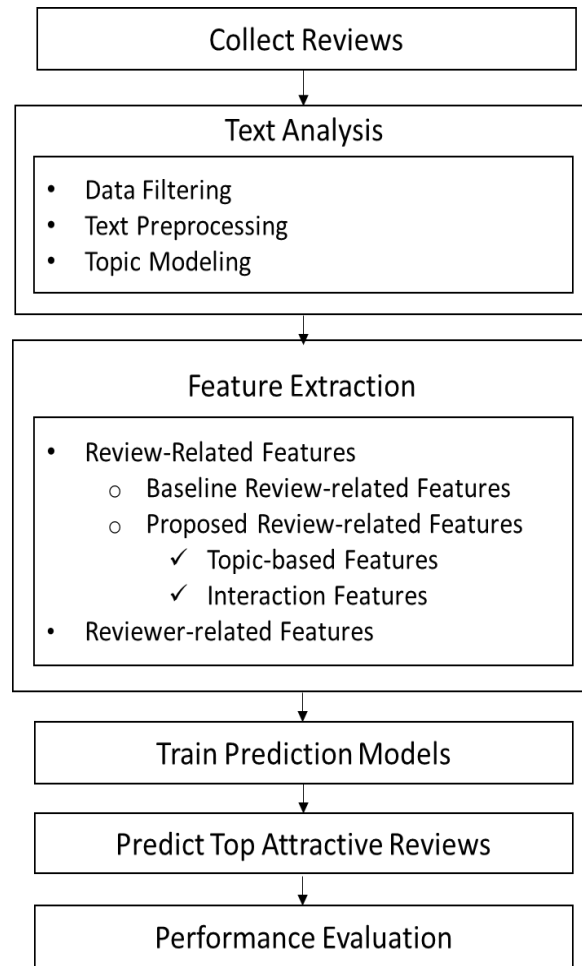 Collect Reviews
Text Analysis
• Data Filtering
• Text Preprocessing
• Topic Modeling
Feature Extraction
• Review-Related Features
o Baseline Review-related Features
o Proposed Review-related Features
✓ Topic-based Features
✓ Interaction Features
• Reviewer-related Features
Train Prediction Models
Predict Top Attractive Reviews
Performance Evaluation